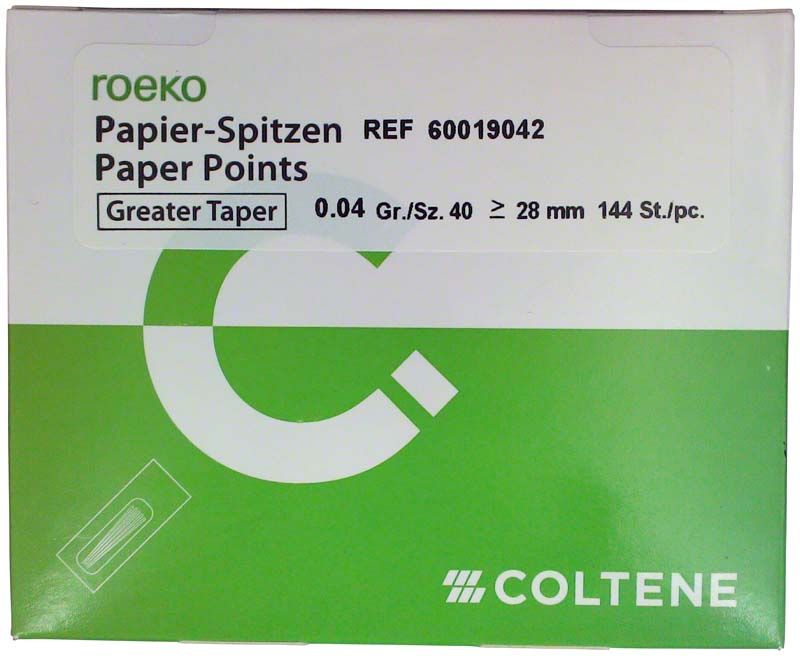 roeko
Papier-Spitzen REF 60019042
Paper Points
Greater Taper 0.04 Gr./Sz. 40 ≥ 28 mm 144 St./pc.
COLTENE